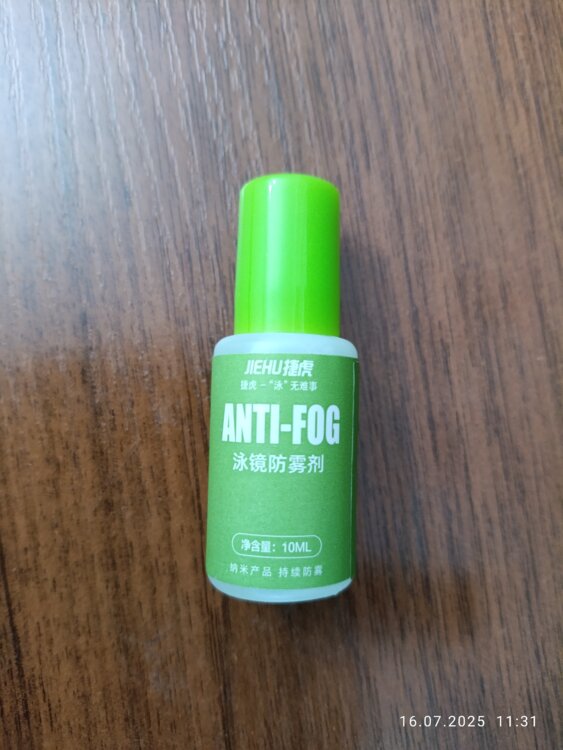 JIEHU捷虎
捷虎-"泳"无难事
ANTI-FOG
泳镜防雾剂
净含量：10ML
纳米产品 持续防雾
16.07.2025 11:31